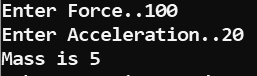 Enter Force..100
Enter Acceleration..20
Mass is 5